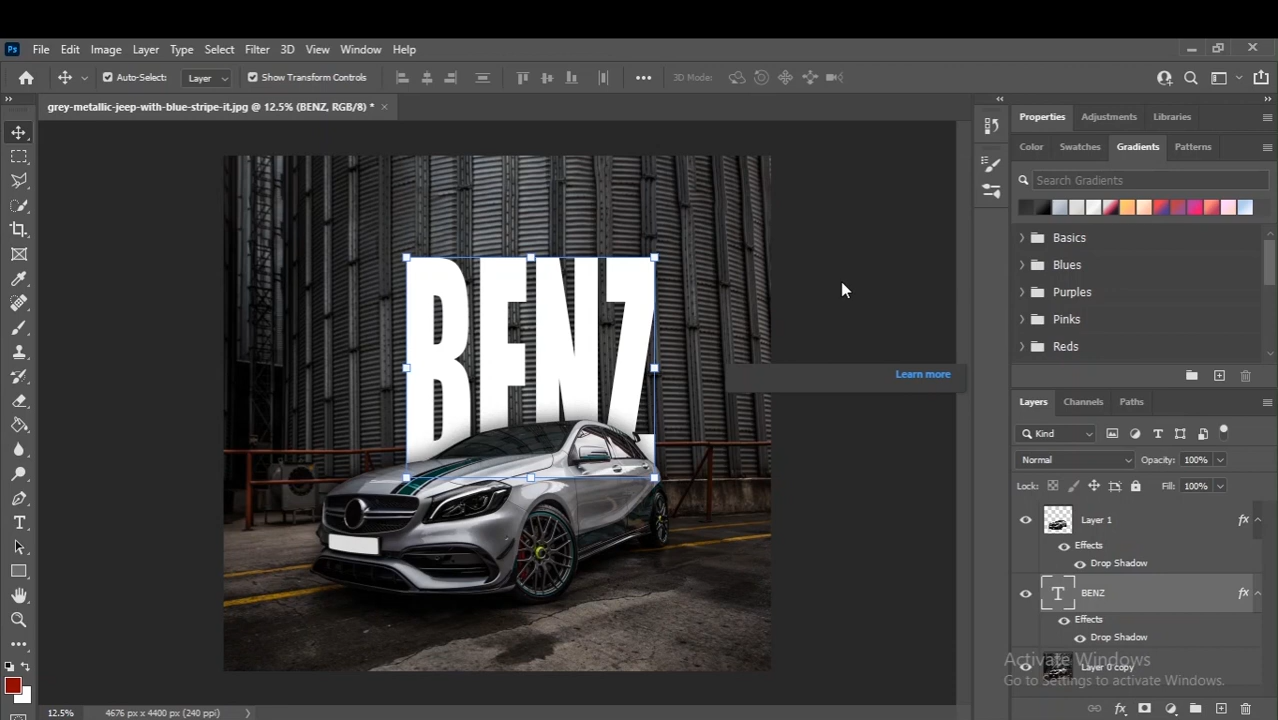 Ps File Edit Image Layer Type Select Filter 3D View Window Help
Auto-Select: Layer Show Transform Controls 3D Mode:
grey-metallic-jeep-with-blue-stripe-it.jpg @ 12.5% (BENZ, RGB/8) *
Properties Adjustments Libraries
Color Swatches Gradients Patterns
Search Gradients
Basics
Blues
Purples
Pinks
Reds
BENZ
Learn more
Layers Channels Paths
Kind
Normal Opacity: 100%
Lock: Fill: 100%
Layer 1 fx
Effects
Drop Shadow
T BENZ fx
Effects
Drop Shadow
Layer 0 copy
Activate Windows
Go to Settings to activate Windows.
12.5% 4676 px x 4400 px (240 ppi)
fx